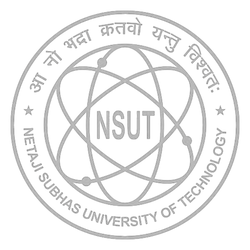 आ नो भद्रा क्रतवो यन्तु विश्वतः
NSUT
NETAJI SUBHAS UNIVERSITY OF TECHNOLOGY